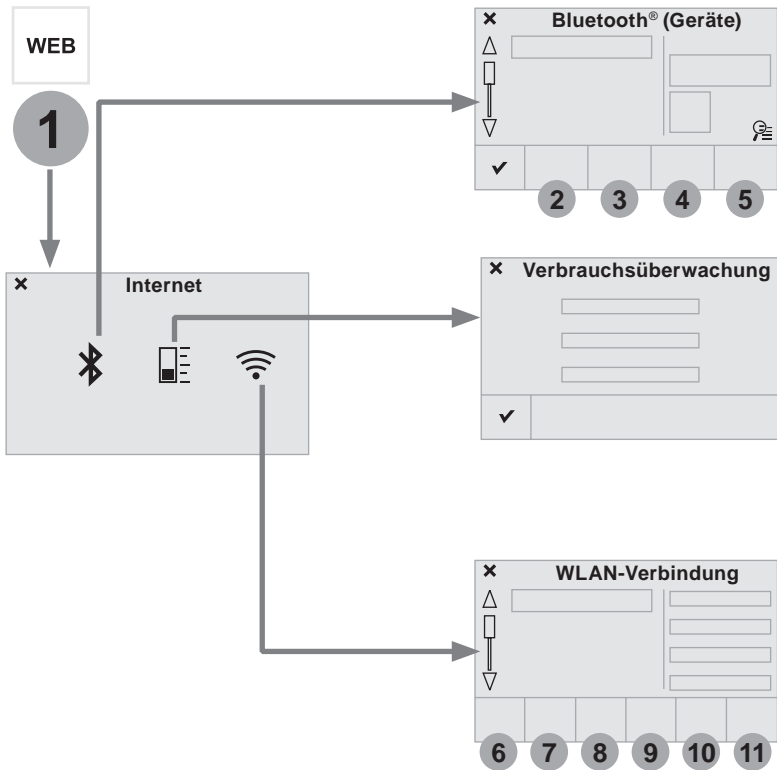 WEB
1
Bluetooth® (Geräte)
2 3 4 5
Internet
Verbrauchsüberwachung
WLAN-Verbindung
6 7 8 9 10 11